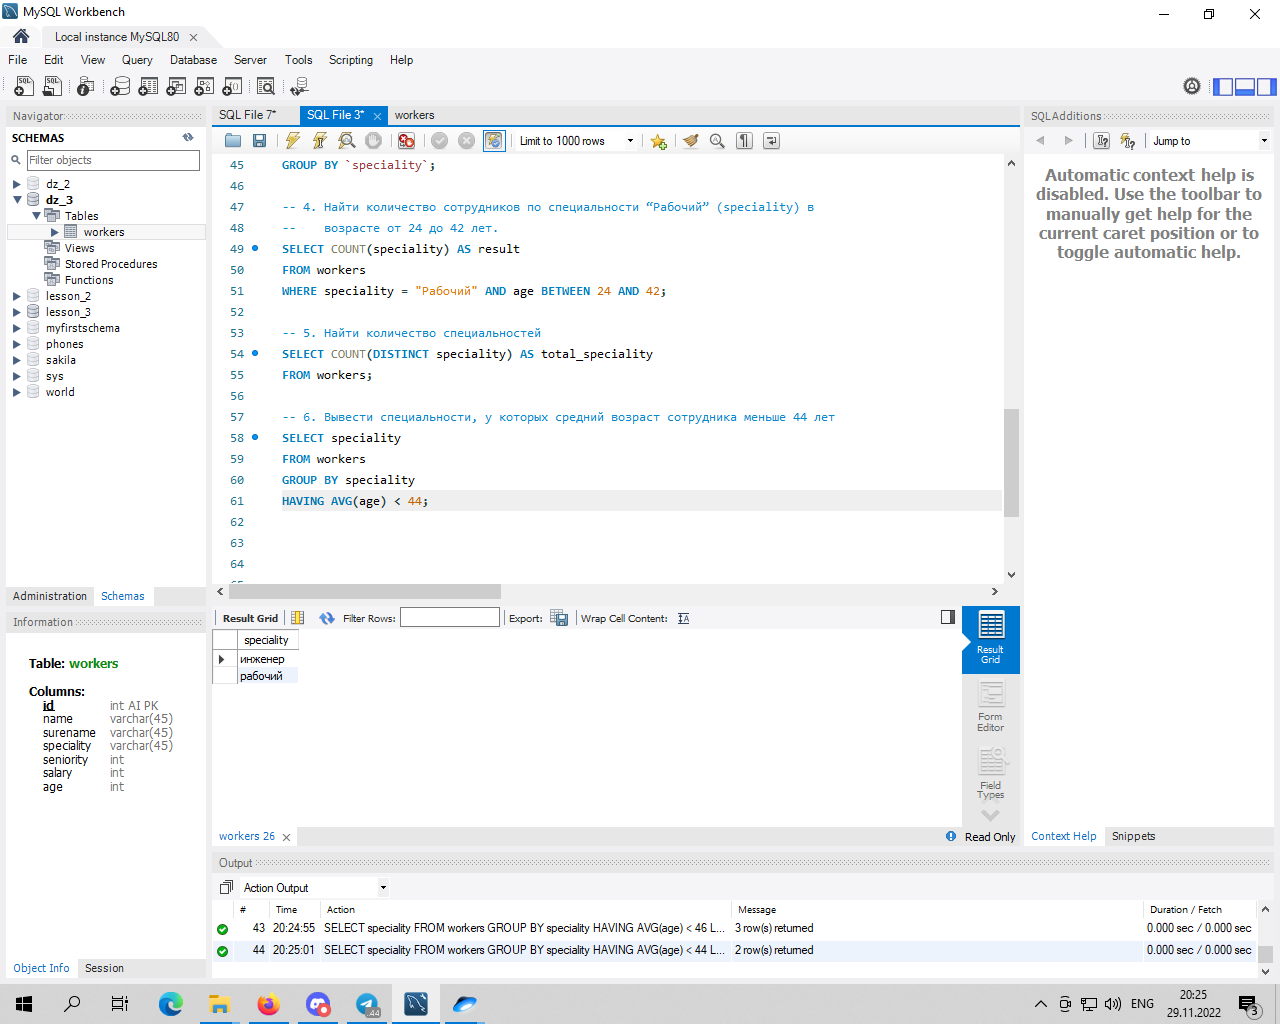 MySQL Workbench
Local instance MySQL80
File Edit View Query Database Server Tools Scripting Help
Navigator
SCHEMAS
Filter objects
dz_2
dz_3
Tables
workers
Views
Stored Procedures
Functions
lesson_2
lesson_3
myfirstschema
phones
sakila
sys
world
Administration Schemas
Information
Table: workers
Columns:
id int AI PK
name varchar(45)
surename varchar(45)
speciality varchar(45)
seniority int
salary int
age int
Object Info Session
SQL File 7* SQL File 3* workers
Limit to 1000 rows
45 GROUP BY `speciality`;
46
47 -- 4. Найти количество сотрудников по специальности “Рабочий” (speciality) в
48 -- возрасте от 24 до 42 лет.
49 SELECT COUNT(speciality) AS result
50 FROM workers
51 WHERE speciality = "Рабочий" AND age BETWEEN 24 AND 42;
52
53 -- 5. Найти количество специальностей
54 SELECT COUNT(DISTINCT speciality) AS total_speciality
55 FROM workers;
56
57 -- 6. Вывести специальности, у которых средний возраст сотрудника меньше 44 лет
58 SELECT speciality
59 FROM workers
60 GROUP BY speciality
61 HAVING AVG(age) < 44;
62
63
64
Result Grid Filter Rows: Export: Wrap Cell Content:
speciality
инженер
рабочий
Result Grid
Form Editor
Field Types
workers 26
Read Only
SQLAdditions
Jump to
Automatic context help is
disabled. Use the toolbar to
manually get help for the
current caret position or to
toggle automatic help.
Context Help Snippets
Output
Action Output
# Time Action Message Duration / Fetch
43 20:24:55 SELECT speciality FROM workers GROUP BY speciality HAVING AVG(age) < 46 L... 3 row(s) returned 0.000 sec / 0.000 sec
44 20:25:01 SELECT speciality FROM workers GROUP BY speciality HAVING AVG(age) < 44 L... 2 row(s) returned 0.000 sec / 0.000 sec
.44
ENG
20:25
29.11.2022
3